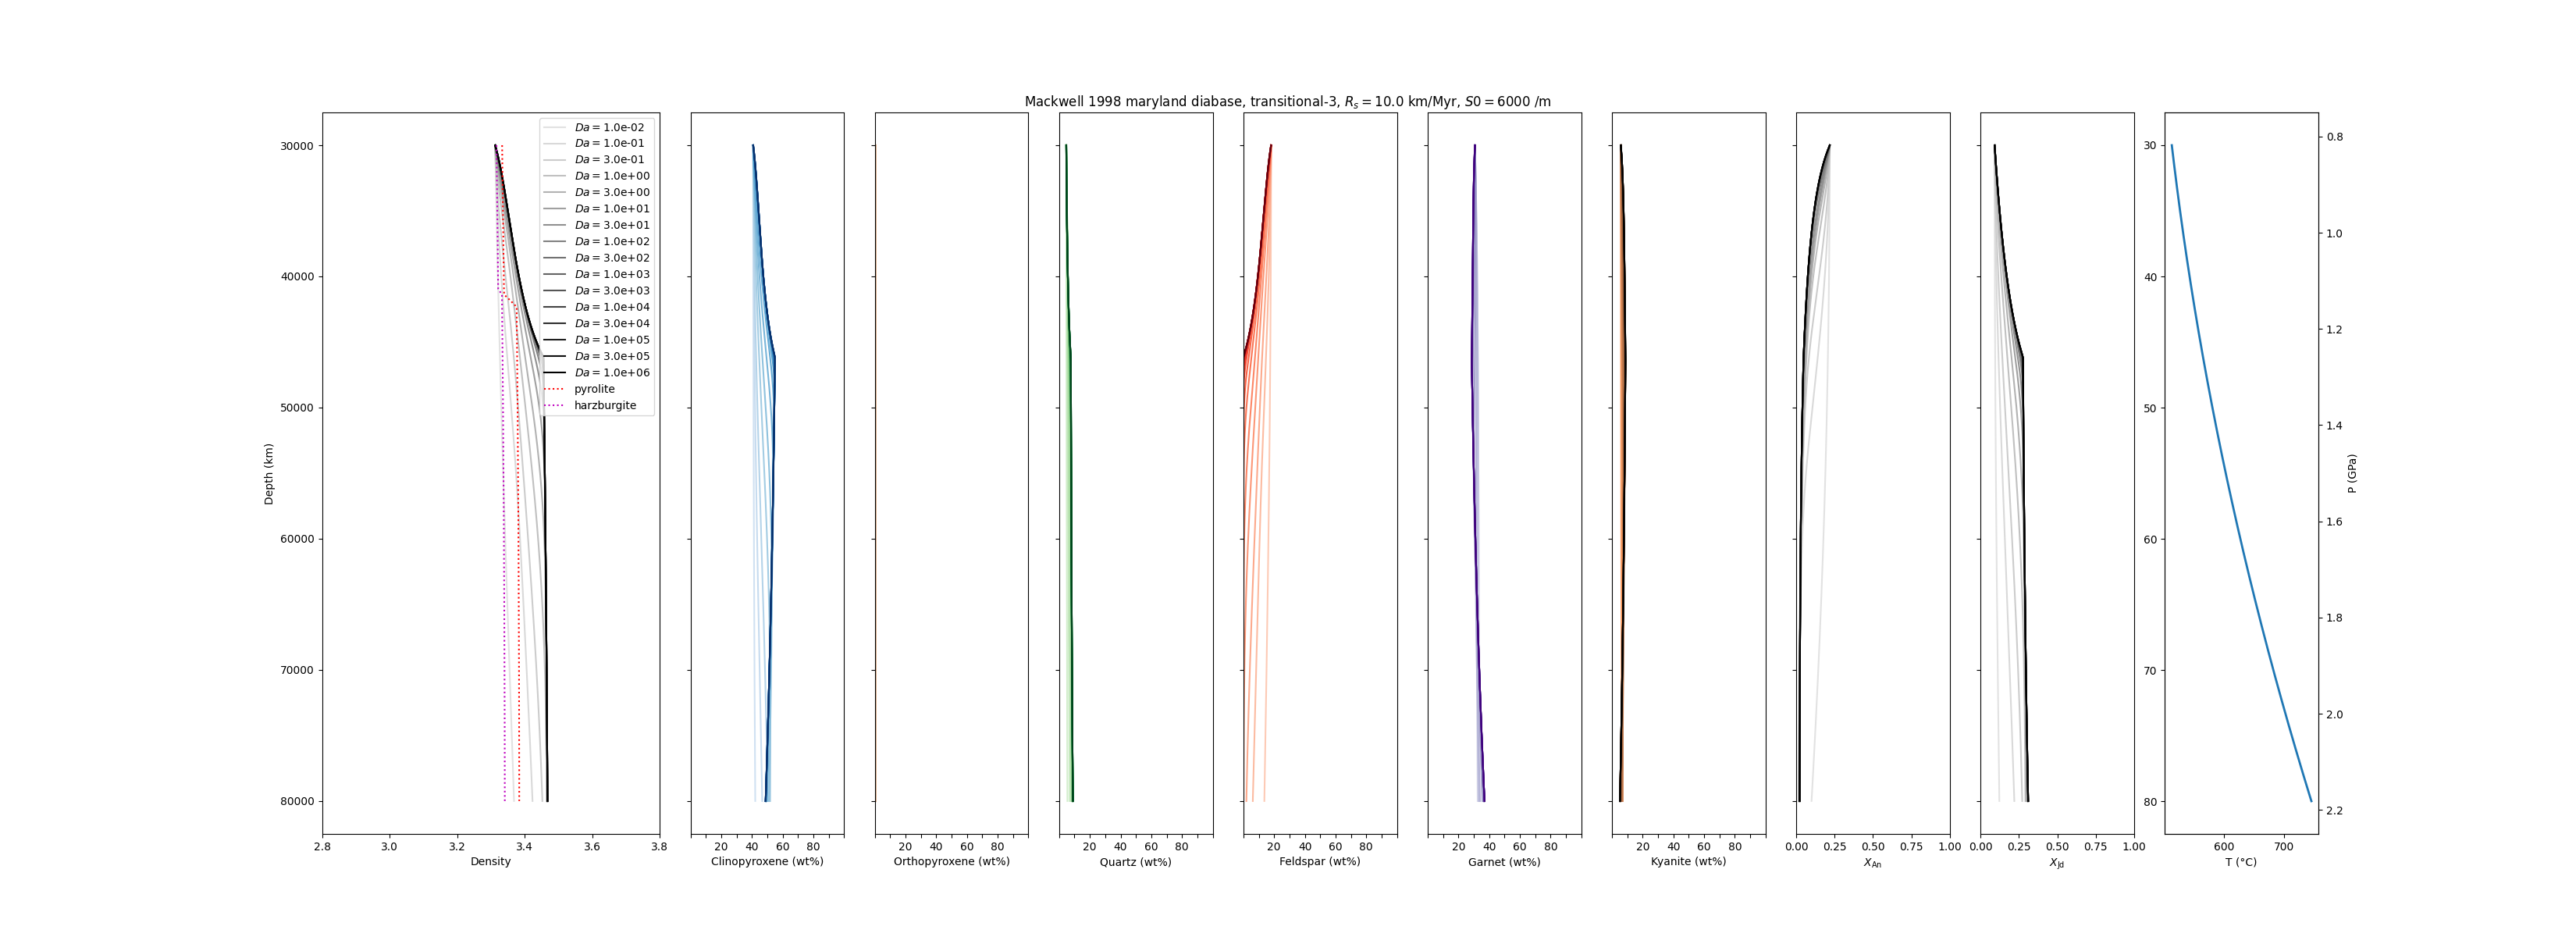 Mackwell 1998 maryland diabase, transitional-3, R_s = 10.0 km/Myr, S0 = 6000 /m
Da = 1.0e-02
Da = 1.0e-01
Da = 3.0e-01
Da = 1.0e+00
Da = 3.0e+00
Da = 1.0e+01
Da = 3.0e+01
Da = 1.0e+02
Da = 3.0e+02
Da = 1.0e+03
Da = 3.0e+03
Da = 1.0e+04
Da = 3.0e+04
Da = 1.0e+05
Da = 3.0e+05
Da = 1.0e+06
pyrolite
harzburgite
Depth (km)
30000
40000
50000
60000
70000
80000
2.8 3.0 3.2 3.4 3.6 3.8
Density
20 40 60 80
Clinopyroxene (wt%)
20 40 60 80
Orthopyroxene (wt%)
20 40 60 80
Quartz (wt%)
20 40 60 80
Feldspar (wt%)
20 40 60 80
Garnet (wt%)
20 40 60 80
Kyanite (wt%)
0.00 0.25 0.50 0.75 1.00
X_An
0.00 0.25 0.50 0.75 1.00
X_Jd
30
40
50
60
70
80
600 700
T (°C)
0.8
1.0
1.2
1.4
1.6
1.8
2.0
2.2
P (GPa)